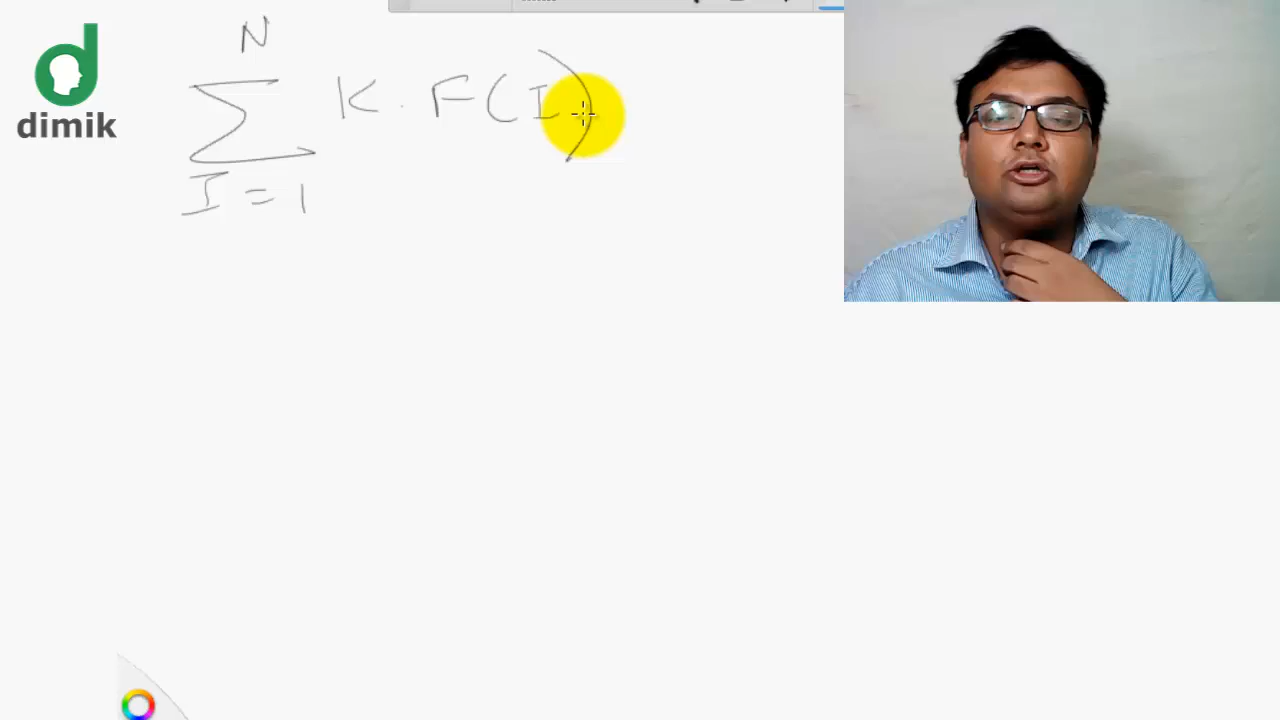 N
∑ K . F(I)
I = 1
dimik